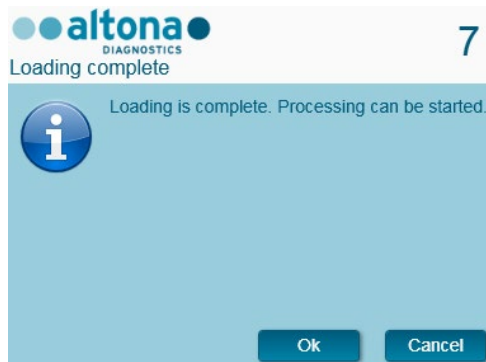 altona
DIAGNOSTICS
7
Loading complete
Loading is complete. Processing can be started.
Ok
Cancel